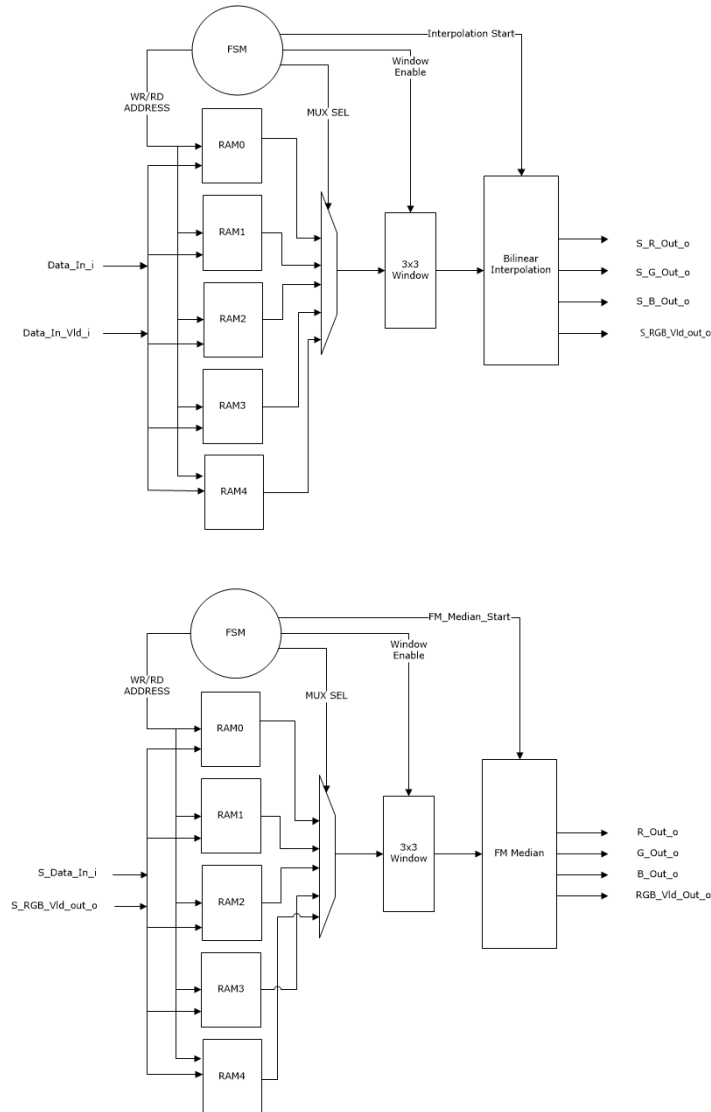 FSM
Interpolation Start
Window
Enable
WR/RD
ADDRESS
MUX SEL
RAM0
RAM1
Data_In_i
RAM2
Data_In_Vld_i
RAM3
RAM4
3x3
Window
Bilinear
Interpolation
S_R_Out_o
S_G_Out_o
S_B_Out_o
S_RGB_Vld_out_o
FSM
FM_Median_Start
Window
Enable
WR/RD
ADDRESS
MUX SEL
RAM0
RAM1
S_Data_In_i
RAM2
S_RGB_Vld_out_o
RAM3
RAM4
3x3
Window
FM Median
R_Out_o
G_Out_o
B_Out_o
RGB_Vld_Out_o